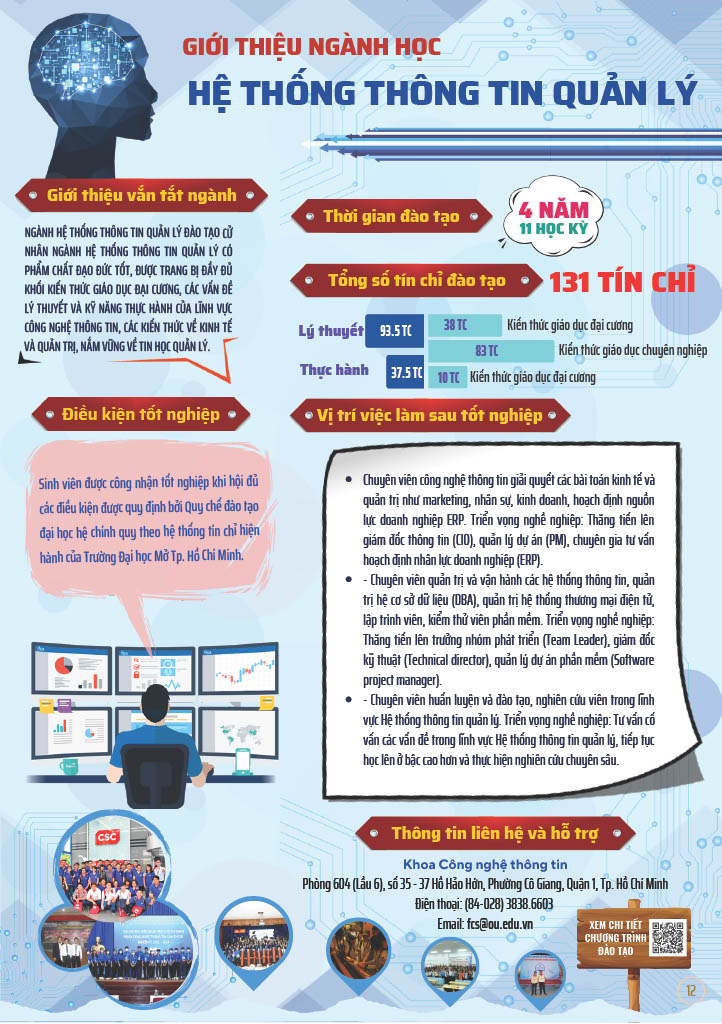 GIỚI THIỆU NGÀNH HỌC
HỆ THỐNG THÔNG TIN QUẢN LÝ
Giới thiệu vắn tắt ngành
NGÀNH HỆ THỐNG THÔNG TIN QUẢN LÝ ĐÀO TẠO CỬ
NHÂN NGÀNH HỆ THỐNG THÔNG TIN QUẢN LÝ CÓ
PHẨM CHẤT ĐẠO ĐỨC TỐT, ĐƯỢC TRANG BỊ ĐẦY ĐỦ
KHỐI KIẾN THỨC GIÁO DỤC ĐẠI CƯƠNG, CÁC VẤN ĐỀ
LÝ THUYẾT VÀ KỸ NĂNG THỰC HÀNH CỦA LĨNH VỰC
CÔNG NGHỆ THÔNG TIN, CÁC KIẾN THỨC VỀ KINH TẾ
VÀ QUẢN TRỊ, NẮM VỮNG VỀ TIN HỌC QUẢN LÝ.
Thời gian đào tạo
4 NĂM
11 HỌC KỲ
Tổng số tín chỉ đào tạo
131 TÍN CHỈ
Lý thuyết 93.5 TC
38 TC Kiến thức giáo dục đại cương
83 TC Kiến thức giáo dục chuyên nghiệp
Thực hành 37.5 TC
10 TC Kiến thức giáo dục đại cương
Điều kiện tốt nghiệp
Sinh viên được công nhận tốt nghiệp khi hội đủ
các điều kiện được quy định bởi Quy chế đào tạo
đại học hệ chinh quy theo hệ thống tin chỉ hiện
hành của Trường Đại học Mở Tp. Hồ Chí Minh.
Vị trí việc làm sau tốt nghiệp
• Chuyên viên công nghệ thông tin giải quyết các bài toán kinh tế và
quản trị như marketing, nhân sự, kinh doanh, hoạch định nguồn
lực doanh nghiệp ERP. Triển vọng nghề nghiệp: Thăng tiến lên
giám đốc thông tin (CIO), quản lý dự án (PM), chuyên gia tư vấn
hoạch định nhân lực doanh nghiệp (ERP).
• - Chuyên viên quản trị và vận hành các hệ thống thông tin, quản
trị hệ cơ sở dữ liệu (DBA), quản trị hệ thống thương mại điện tử,
lập trình viên, kiểm thử viên phần mềm. Triển vọng nghề nghiệp:
Thăng tiến lên trưởng nhóm phát triển (Team Leader), giám đốc
kỹ thuật (Technical director), quản lý dự án phần mềm (Software
project manager).
• - Chuyên viên huấn luyện và đào tạo, nghiên cứu viên trong lĩnh
vực Hệ thống thông tin quản lý. Triển vọng nghề nghiệp: Tư vấn cố
vấn các vấn đề trong lĩnh vực Hệ thống thông tin quản lý, tiếp tục
học lên ở bậc cao hơn và thực hiện nghiên cứu chuyên sâu.
CSC
Thông tin liên hệ và hỗ trợ
Khoa Công nghệ thông tin
Phòng 604 (Lầu 6), số 35 - 37 Hồ Hảo Hớn, Phường Cô Giang, Quận 1, Tp. Hồ Chí Minh
Điện thoại: (84-028) 3838.6603
Email: fcs@ou.edu.vn
XEM CHI TIẾT
CHƯƠNG TRÌNH
ĐÀO TẠO
12